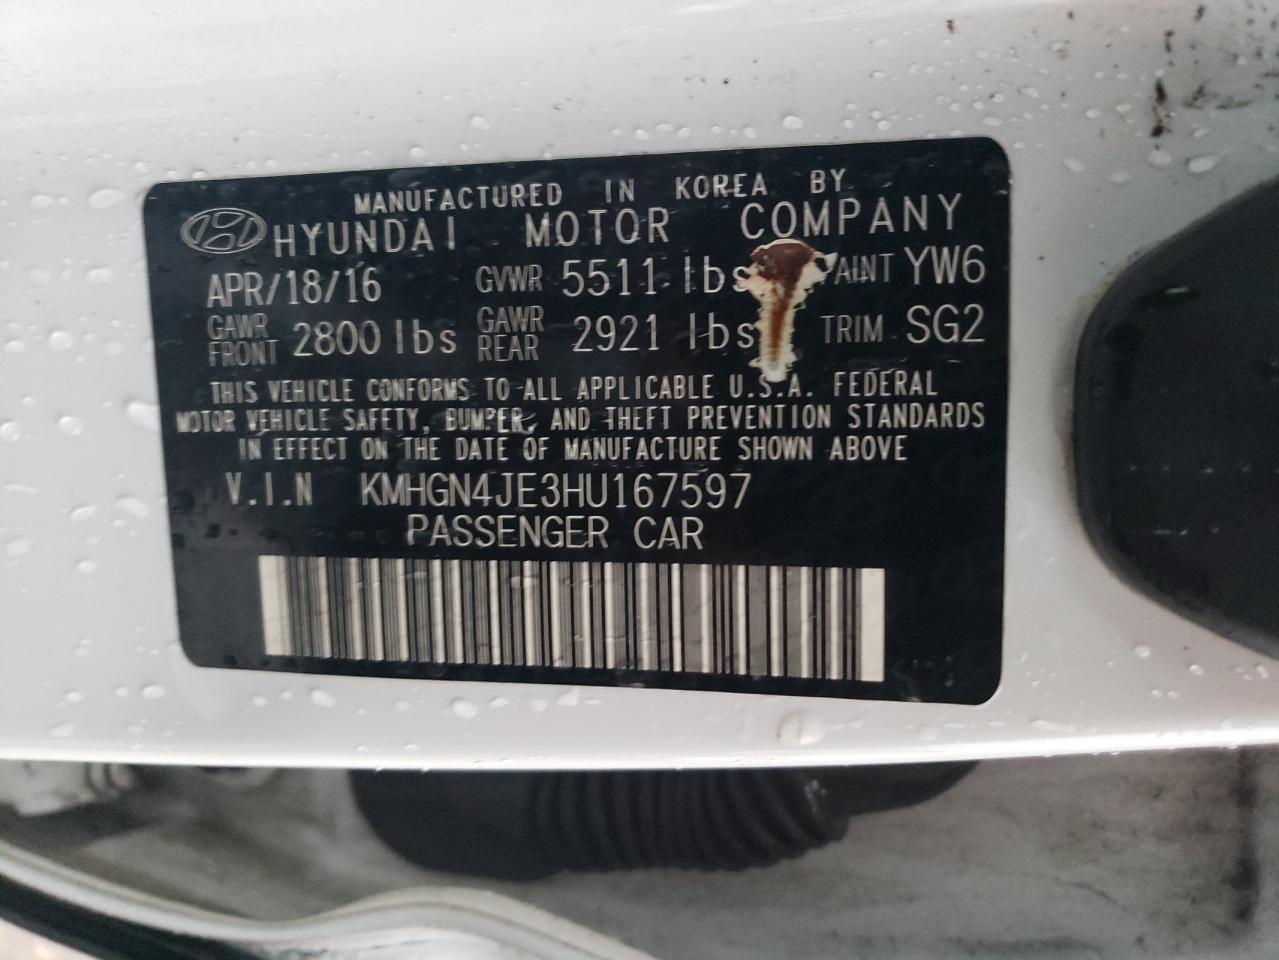 MANUFACTURED IN KOREA BY
HYUNDAI MOTOR COMPANY
APR/18/16 GVWR 5511 lbs PAINT YW6
GAWR FRONT 2800 lbs GAWR REAR 2921 lbs TRIM SG2
THIS VEHICLE CONFORMS TO ALL APPLICABLE U.S.A. FEDERAL
MOTOR VEHICLE SAFETY, BUMPER, AND THEFT PREVENTION STANDARDS
IN EFFECT ON THE DATE OF MANUFACTURE SHOWN ABOVE
V.I.N KMHGN4JE3HU167597
PASSENGER CAR